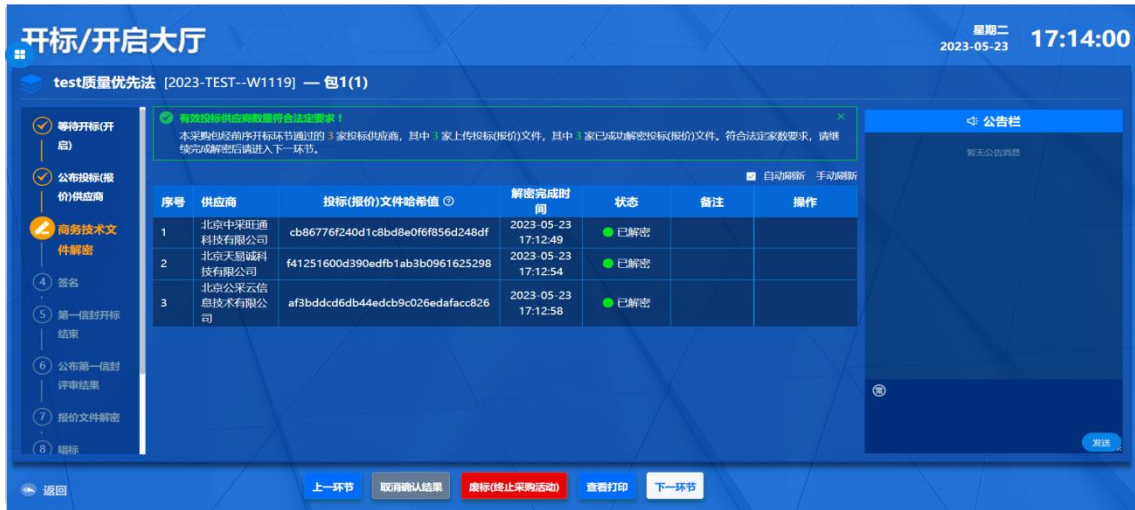 开标/开启大厅
星期二
2023-05-23
17:14:00
test质量优先法 [2023-TEST--W1119] — 包1(1)
等待开标(开
启)
公布投标(报
价)供应商
商务技术文
件解密
4 签名
5 第一信封开标
结束
6 公布第一信封
评审结果
7 报价文件解密
8 唱标
有效投标供应商数量符合法定要求！
本采购包经前序开标环节通过的 3 家投标供应商，其中 3 家上传投标(报价)文件，其中 3 家已成功解密投标(报价)文件。符合法定家数要求，请继
续完成解密后请进入下一环节。
自动刷新 手动刷新
序号 供应商 投标(报价)文件哈希值 解密完成时
间 状态 备注 操作
1 北京中采旺通
科技有限公司 cb86776f240d1c8bd8e0f6f856d248df 2023-05-23
17:12:49 已解密
2 北京天易诚科
技有限公司 f41251600d390edfb1ab3b0961625298 2023-05-23
17:12:54 已解密
3 北京公采云信
息技术有限公
司 af3bddcd6db44edcb9c026edafacc826 2023-05-23
17:12:58 已解密
公告栏
暂无公告消息
常
发送
返回
上一环节 取消确认结果 废标(终止采购活动) 查看打印 下一环节